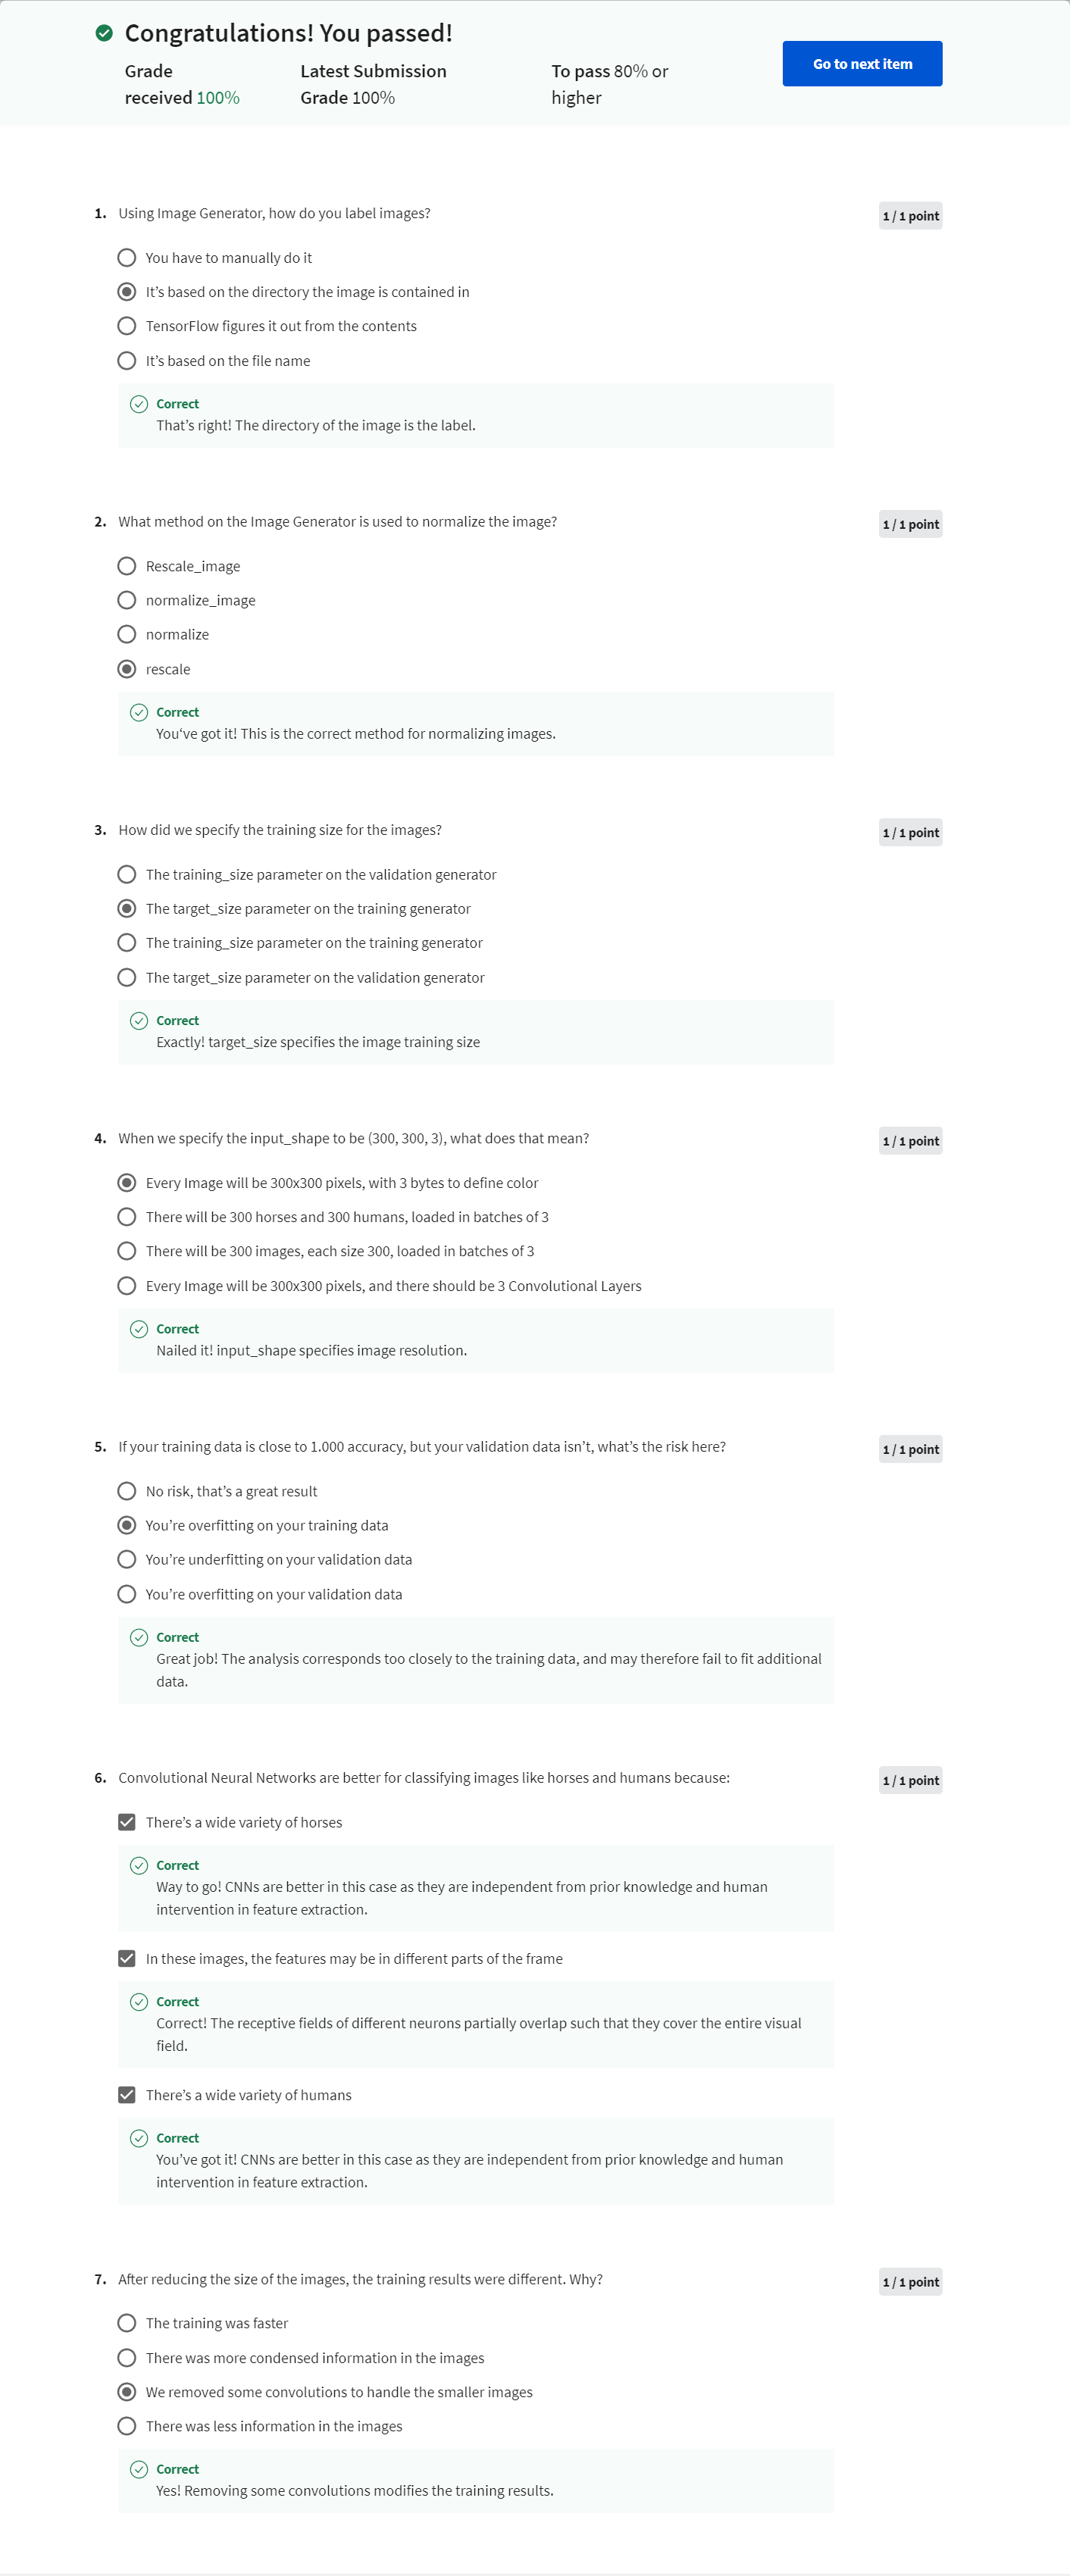 Congratulations! You passed!
Grade received 100%
Latest Submission Grade 100%
To pass 80% or higher
Go to next item
1. Using Image Generator, how do you label images?
1 / 1 point
You have to manually do it
It’s based on the directory the image is contained in
TensorFlow figures it out from the contents
It’s based on the file name
Correct
That’s right! The directory of the image is the label.
2. What method on the Image Generator is used to normalize the image?
1 / 1 point
Rescale_image
normalize_image
normalize
rescale
Correct
You‘ve got it! This is the correct method for normalizing images.
3. How did we specify the training size for the images?
1 / 1 point
The training_size parameter on the validation generator
The target_size parameter on the training generator
The training_size parameter on the training generator
The target_size parameter on the validation generator
Correct
Exactly! target_size specifies the image training size
4. When we specify the input_shape to be (300, 300, 3), what does that mean?
1 / 1 point
Every Image will be 300x300 pixels, with 3 bytes to define color
There will be 300 horses and 300 humans, loaded in batches of 3
There will be 300 images, each size 300, loaded in batches of 3
Every Image will be 300x300 pixels, and there should be 3 Convolutional Layers
Correct
Nailed it! input_shape specifies image resolution.
5. If your training data is close to 1.000 accuracy, but your validation data isn’t, what’s the risk here?
1 / 1 point
No risk, that’s a great result
You’re overfitting on your training data
You’re underfitting on your validation data
You’re overfitting on your validation data
Correct
Great job! The analysis corresponds too closely to the training data, and may therefore fail to fit additional
data.
6. Convolutional Neural Networks are better for classifying images like horses and humans because:
1 / 1 point
There’s a wide variety of horses
Correct
Way to go! CNNs are better in this case as they are independent from prior knowledge and human
intervention in feature extraction.
In these images, the features may be in different parts of the frame
Correct
Correct! The receptive fields of different neurons partially overlap such that they cover the entire visual
field.
There’s a wide variety of humans
Correct
You’ve got it! CNNs are better in this case as they are independent from prior knowledge and human
intervention in feature extraction.
7. After reducing the size of the images, the training results were different. Why?
1 / 1 point
The training was faster
There was more condensed information in the images
We removed some convolutions to handle the smaller images
There was less information in the images
Correct
Yes! Removing some convolutions modifies the training results.